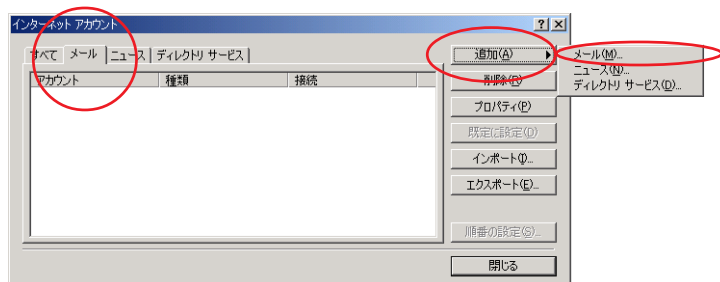 インターネット アカウント
すべて メール ニュース ディレクトリ サービス
アカウント 種類 接続
追加(A)
削除(R)
プロパティ(P)
既定に設定(D)
インポート(I)...
エクスポート(E)...
順番の設定(S)...
閉じる
メール(M)...
ニュース(N)...
ディレクトリ サービス(D)...